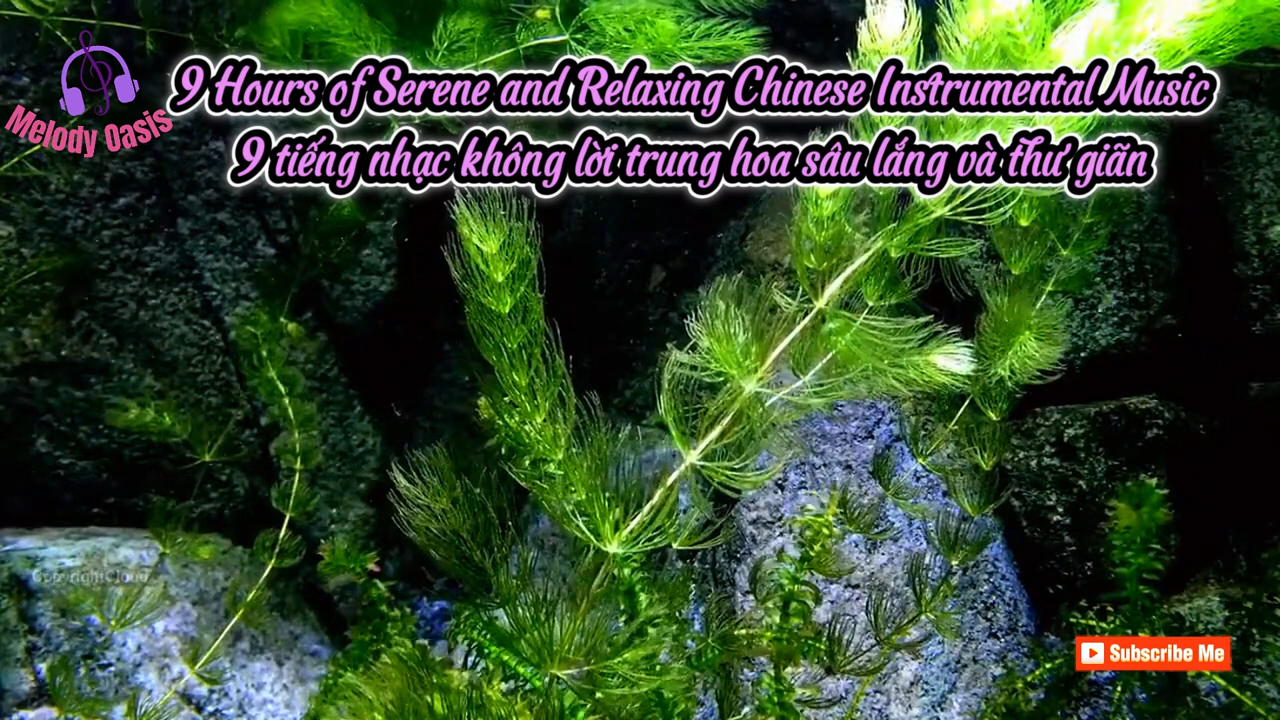 9 Hours of Serene and Relaxing Chinese Instrumental Music
9 tiếng nhạc không lời trung hoa sâu lắng và thư giãn
Melody Oasis
CopyrightCloud
Subscribe Me